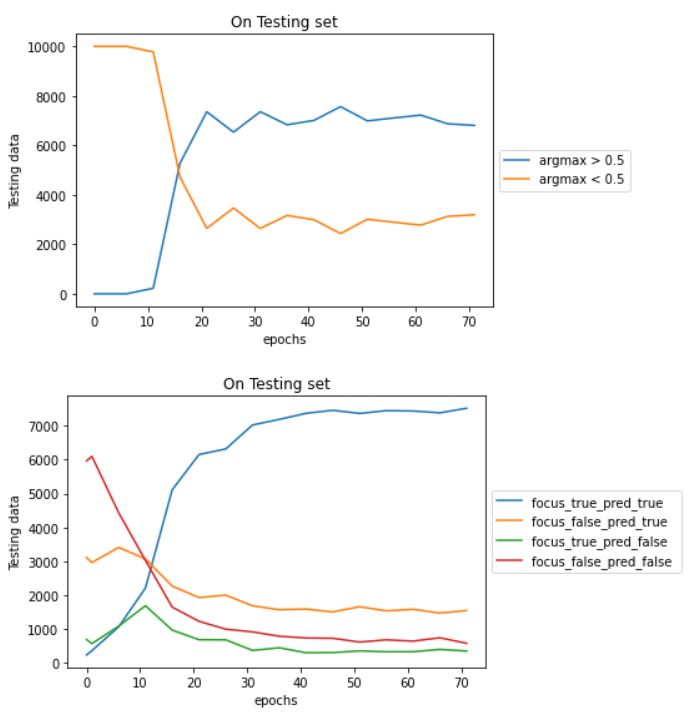 On Testing set
10000
8000
6000
4000
2000
0
Testing data
0 10 20 30 40 50 60 70
epochs
argmax > 0.5
argmax < 0.5
On Testing set
7000
6000
5000
4000
3000
2000
1000
0
Testing data
0 10 20 30 40 50 60 70
epochs
focus_true_pred_true
focus_false_pred_true
focus_true_pred_false
focus_false_pred_false